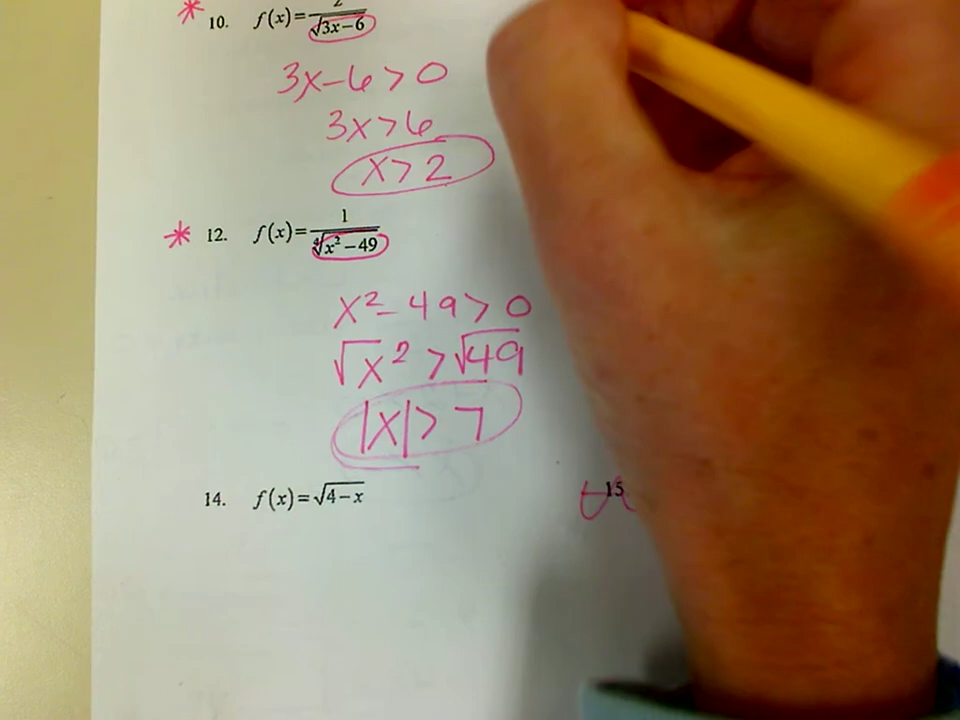 * 10. f(x)=2/√3x-6
3x-6>0
3x>6
x>2
* 12. f(x)=1/∜x²-49
x²-49>0
√x²>√49
|x|>7
14. f(x)=√4-x
15